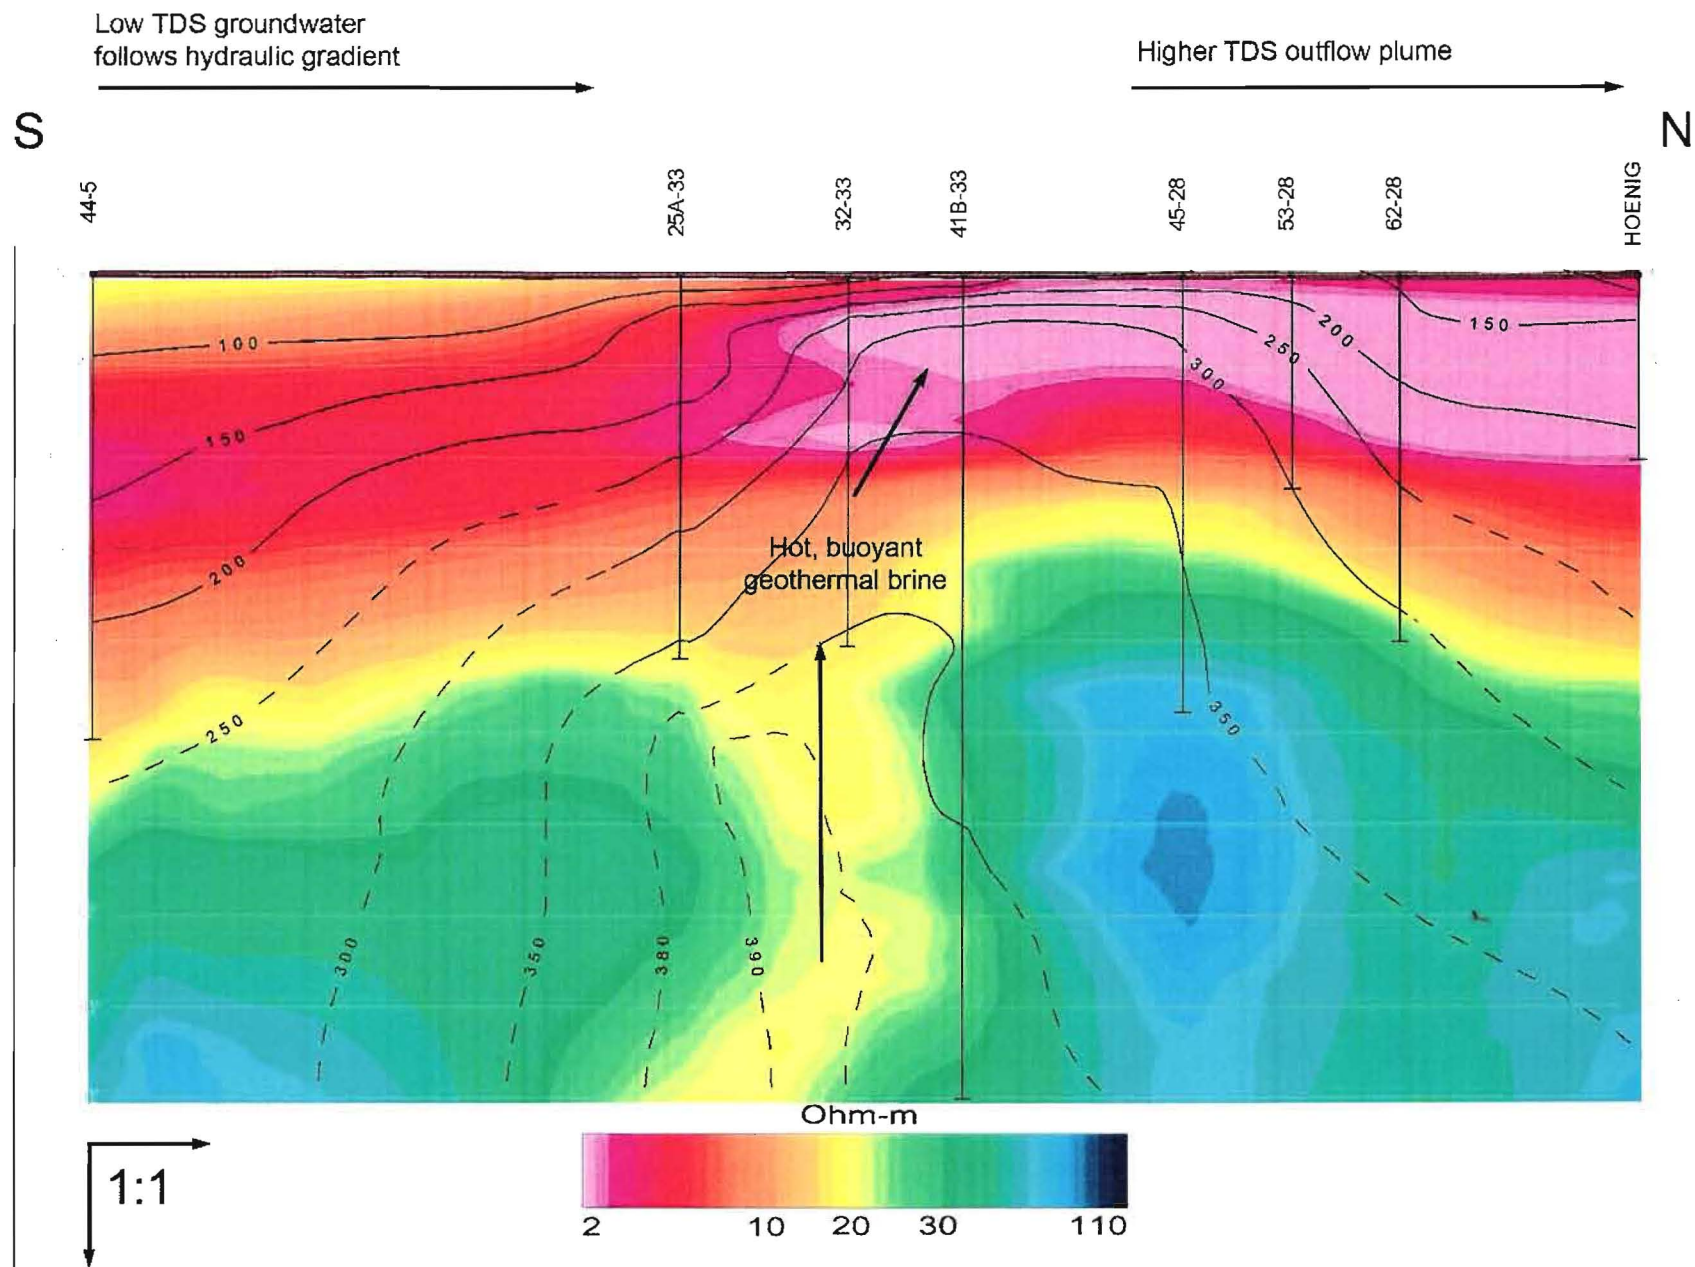 Low TDS groundwater
follows hydraulic gradient
Higher TDS outflow plume
S
N
44-5
25A-33
32-33
41B-33
45-28
53-28
62-28
HOENIG
100
150
200
250
300
150
200
250
300
350
Hot, buoyant
geothermal brine
300
350
380
390
Ohm-m
2 10 20 30 110
1:1